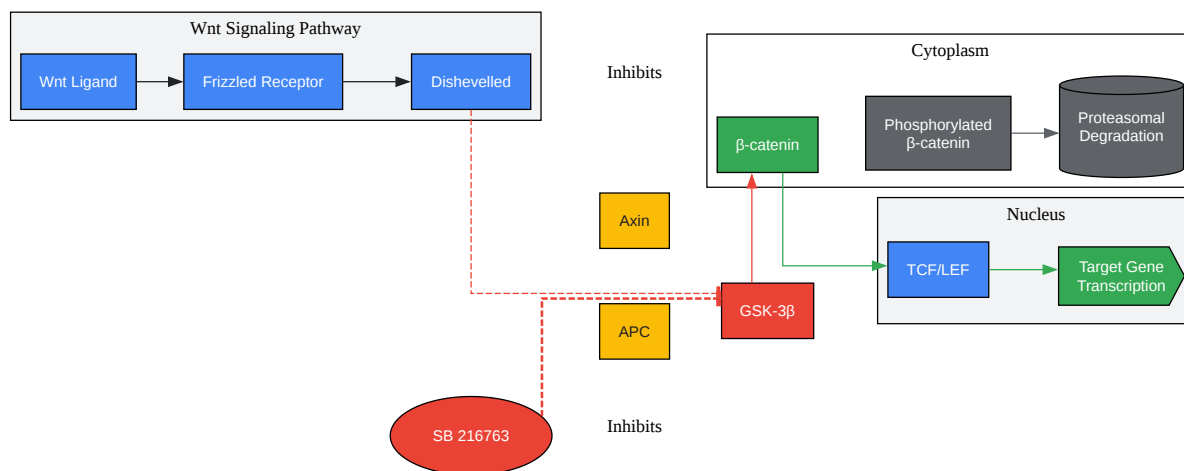 Wnt Signaling Pathway
Wnt Ligand
Frizzled Receptor
Dishevelled
Inhibits
Cytoplasm
β-catenin
Phosphorylated
β-catenin
Proteasomal
Degradation
Axin
Nucleus
TCF/LEF
Target Gene
Transcription
GSK-3β
APC
SB 216763
Inhibits